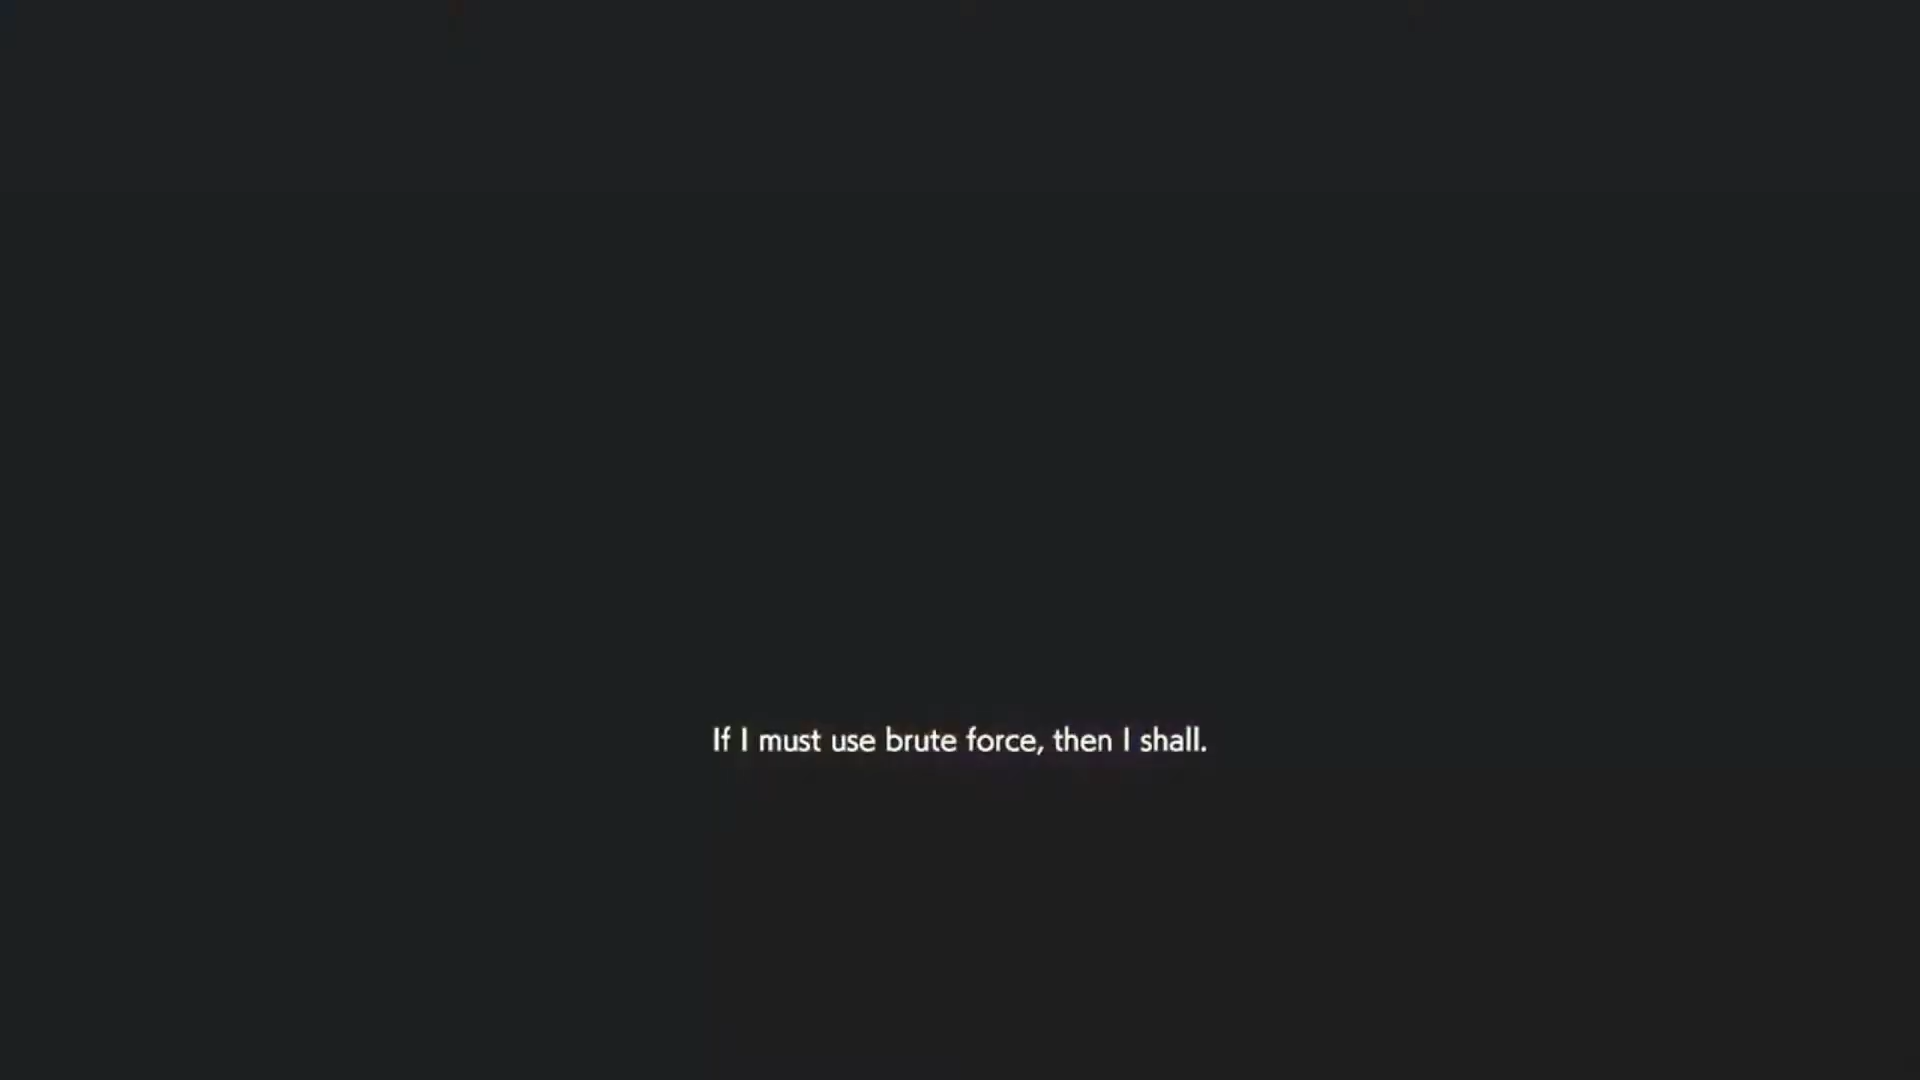 If I must use brute force, then I shall.